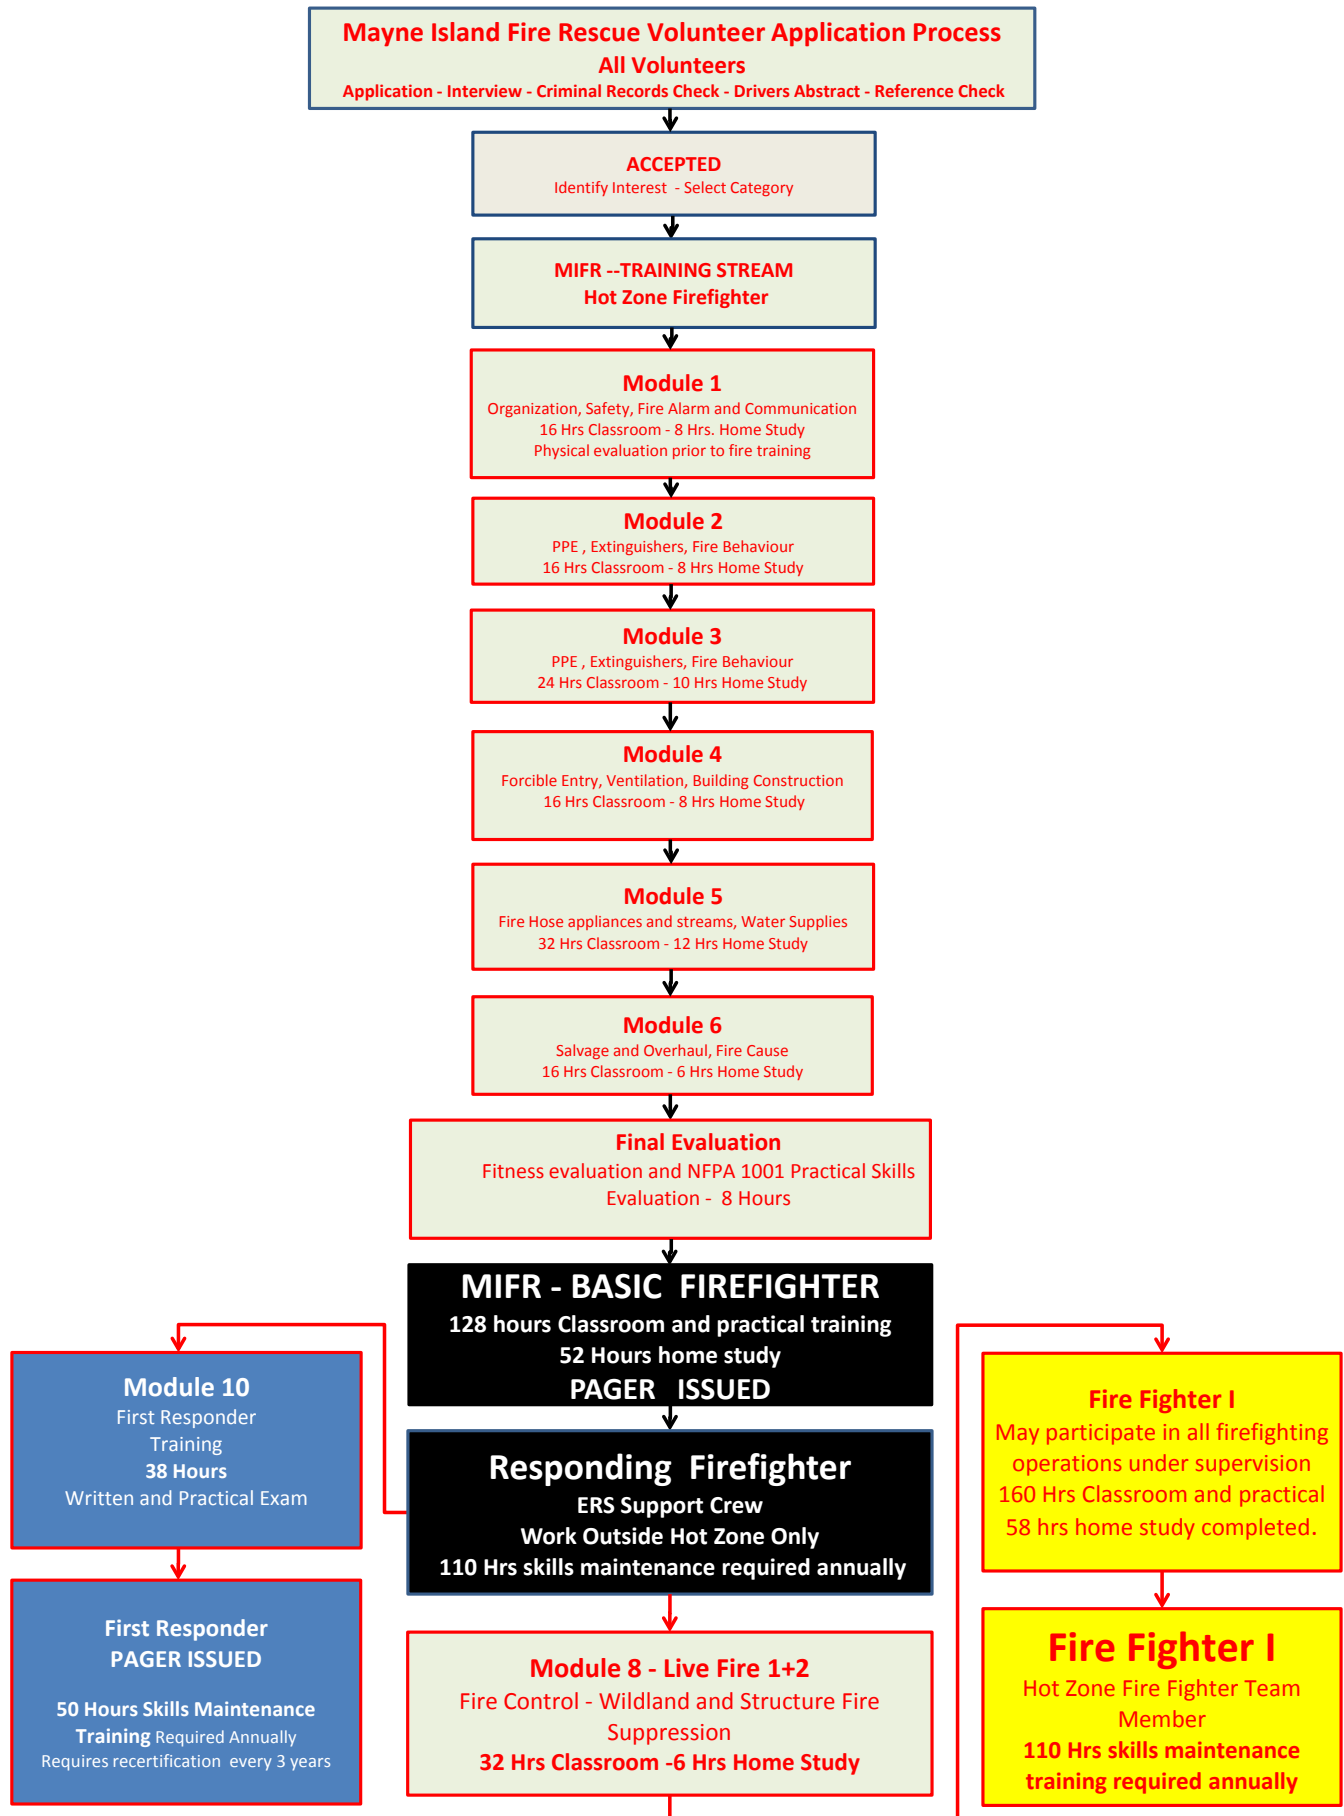 Mayne Island Fire Rescue Volunteer Application Process
All Volunteers
Application - Interview - Criminal Records Check - Drivers Abstract - Reference Check
ACCEPTED
Identify Interest - Select Category
MIFR --TRAINING STREAM
Hot Zone Firefighter
Module 1
Organization, Safety, Fire Alarm and Communication
16 Hrs Classroom - 8 Hrs. Home Study
Physical evaluation prior to fire training
Module 2
PPE , Extinguishers, Fire Behaviour
16 Hrs Classroom - 8 Hrs Home Study
Module 3
PPE , Extinguishers, Fire Behaviour
24 Hrs Classroom - 10 Hrs Home Study
Module 4
Forcible Entry, Ventilation, Building Construction
16 Hrs Classroom - 8 Hrs Home Study
Module 5
Fire Hose appliances and streams, Water Supplies
32 Hrs Classroom - 12 Hrs Home Study
Module 6
Salvage and Overhaul, Fire Cause
16 Hrs Classroom - 6 Hrs Home Study
Final Evaluation
Fitness evaluation and NFPA 1001 Practical Skills
Evaluation - 8 Hours
MIFR - BASIC FIREFIGHTER
128 hours Classroom and practical training
52 Hours home study
PAGER ISSUED
Responding Firefighter
ERS Support Crew
Work Outside Hot Zone Only
110 Hrs skills maintenance required annually
Module 10
First Responder
Training
38 Hours
Written and Practical Exam
First Responder
PAGER ISSUED
50 Hours Skills Maintenance
Training Required Annually
Requires recertification every 3 years
Module 8 - Live Fire 1+2
Fire Control - Wildland and Structure Fire
Suppression
32 Hrs Classroom -6 Hrs Home Study
Fire Fighter I
May participate in all firefighting
operations under supervision
160 Hrs Classroom and practical
58 hrs home study completed.
Fire Fighter I
Hot Zone Fire Fighter Team
Member
110 Hrs skills maintenance
training required annually